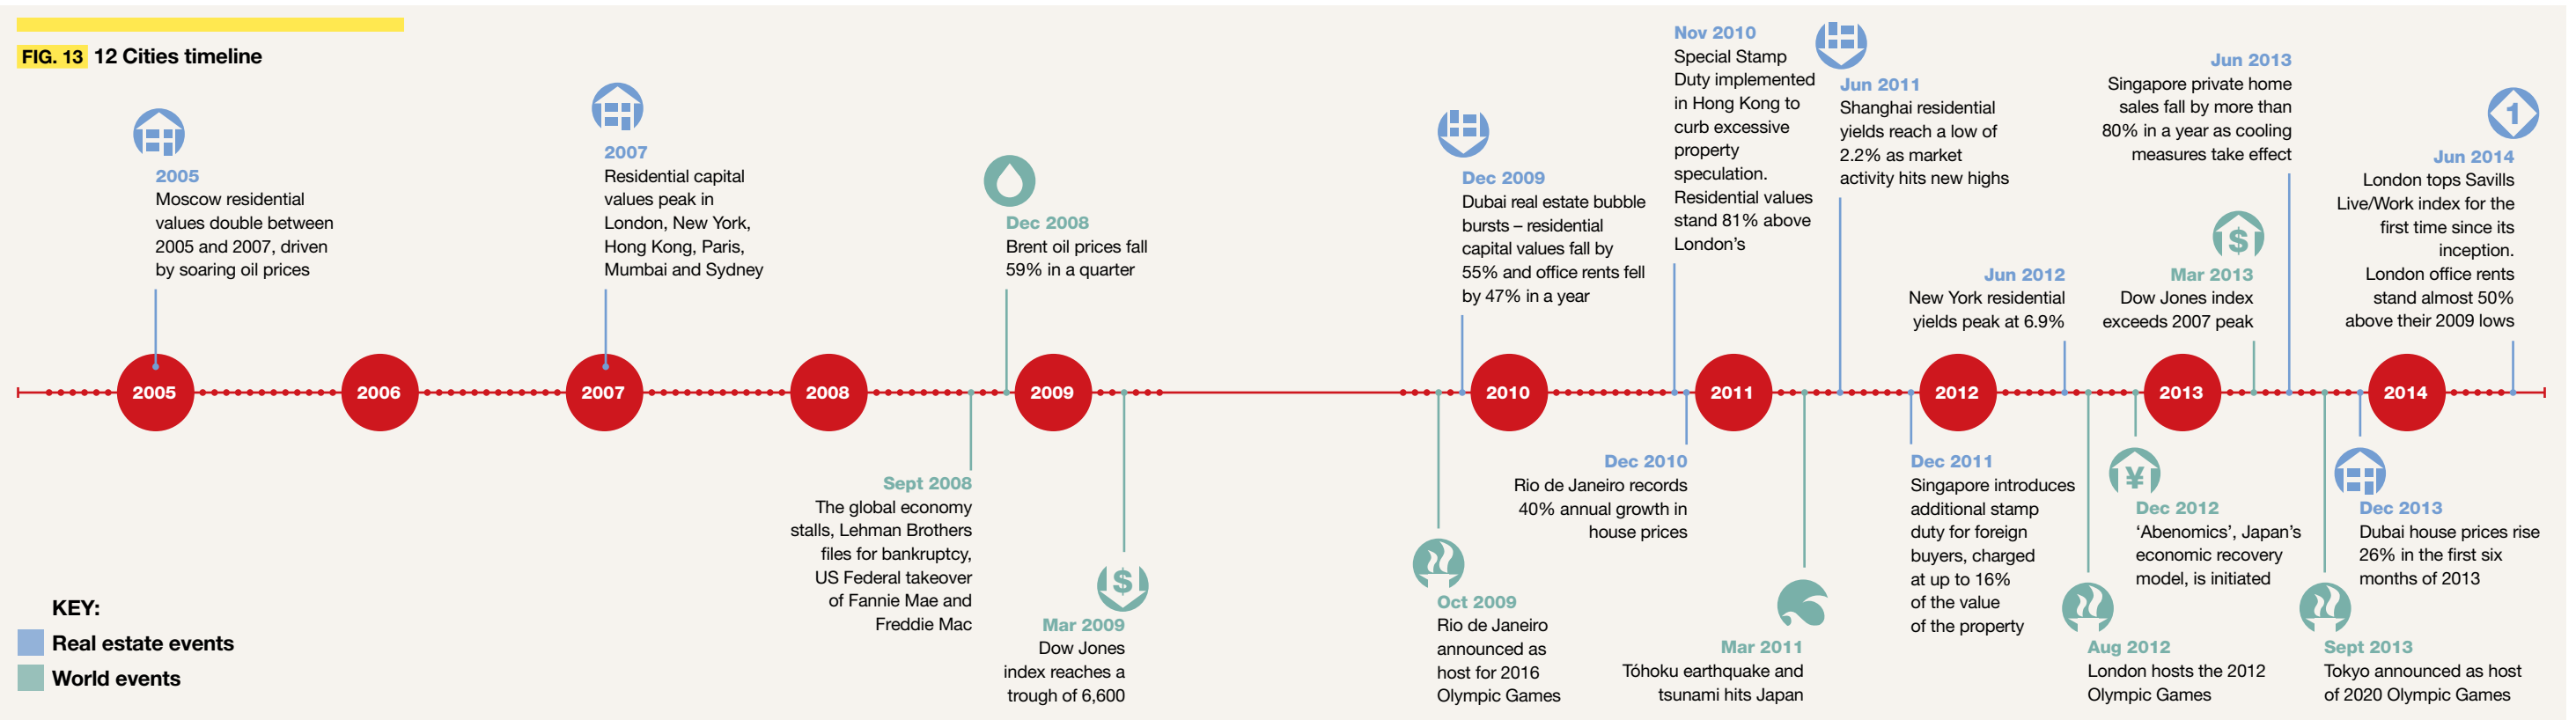 FIG. 13 12 Cities timeline
2005
Moscow residential
values double between
2005 and 2007, driven
by soaring oil prices
2007
Residential capital
values peak in
London, New York,
Hong Kong, Paris,
Mumbai and Sydney
Dec 2008
Brent oil prices fall
59% in a quarter
Dec 2009
Dubai real estate bubble
bursts – residential
capital values fall by
55% and office rents fell
by 47% in a year
Nov 2010
Special Stamp
Duty implemented
in Hong Kong to
curb excessive
property
speculation.
Residential values
stand 81% above
London's
Jun 2011
Shanghai residential
yields reach a low of
2.2% as market
activity hits new highs
Jun 2012
New York residential
yields peak at 6.9%
$
Mar 2013
Dow Jones index
exceeds 2007 peak
Jun 2013
Singapore private home
sales fall by more than
80% in a year as cooling
measures take effect
1
Jun 2014
London tops Savills
Live/Work index for the
first time since its
inception.
London office rents
stand almost 50%
above their 2009 lows
2005
2006
2007
2008
2009
2010
2011
2012
2013
2014
Sept 2008
The global economy
stalls, Lehman Brothers
files for bankruptcy,
US Federal takeover
of Fannie Mae and
Freddie Mac
$
Mar 2009
Dow Jones
index reaches a
trough of 6,600
Oct 2009
Rio de Janeiro
announced as
host for 2016
Olympic Games
Dec 2010
Rio de Janeiro records
40% annual growth in
house prices
Mar 2011
Tóhoku earthquake and
tsunami hits Japan
Dec 2011
Singapore introduces
additional stamp
duty for foreign
buyers, charged
at up to 16%
of the value
of the property
Aug 2012
London hosts the 2012
Olympic Games
¥
Dec 2012
‘Abenomics’, Japan's
economic recovery
model, is initiated
Sept 2013
Tokyo announced as host
of 2020 Olympic Games
Dec 2013
Dubai house prices rise
26% in the first six
months of 2013
KEY:
Real estate events
World events